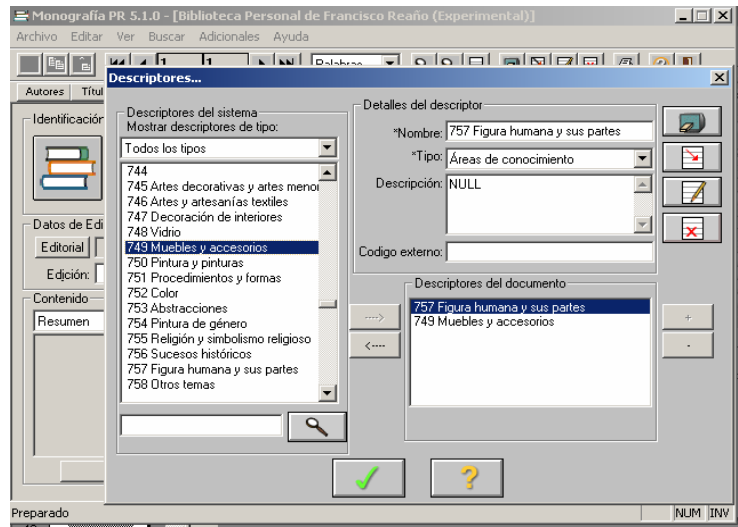 Monografía PR 5.1.0 - [Biblioteca Personal de Francisco Reaño (Experimental)]
Archivo Editar Ver Buscar Adicionales Ayuda
1 1
Descriptores...
Autores
Identificación
Datos de Edi
Editorial
Edición:
Contenido
Resumen
Descriptores del sistema
Mostrar descriptores de tipo:
Todos los tipos
744
745 Artes decorativas y artes menor
746 Artes y artesanías textiles
747 Decoración de interiores
748 Vidrio
749 Muebles y accesorios
750 Pintura y pinturas
751 Procedimientos y formas
752 Color
753 Abstracciones
754 Pintura de género
755 Religión y simbolismo religioso
756 Sucesos históricos
757 Figura humana y sus partes
758 Otros temas
Detalles del descriptor
*Nombre: 757 Figura humana y sus partes
*Tipo: Áreas de conocimiento
Descripción: NULL
Codigo externo:
Descriptores del documento
757 Figura humana y sus partes
749 Muebles y accesorios
---->
<----
+
-
?
Preparado
NUM INV